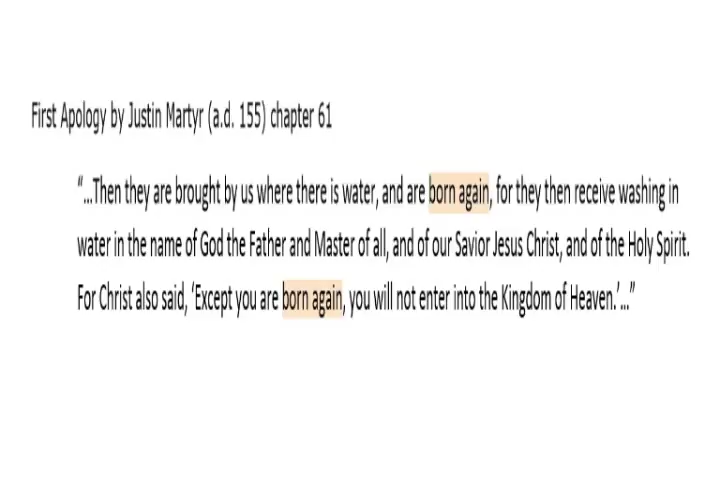 First Apology by Justin Martyr (a.d. 155) chapter 61
“...Then they are brought by us where there is water, and are born again, for they then receive washing in
water in the name of God the Father and Master of all, and of our Savior Jesus Christ, and of the Holy Spirit.
For Christ also said, ‘Except you are born again, you will not enter into the Kingdom of Heaven.’...”